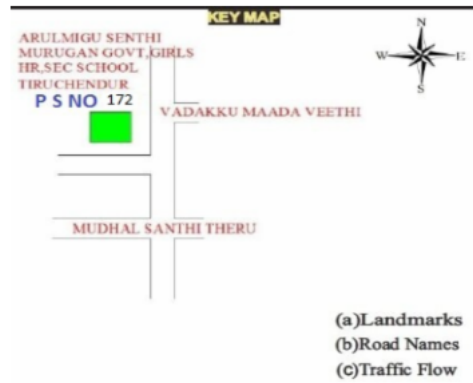 KEY MAP
ARULMIGU SENTHI
MURUGAN GOVT,GIRLS
HR,SEC SCHOOL
TIRUCHENDUR
P S NO 172
VADAKKU MAADA VEETHI
MUDHAL SANTHI THERU
N
W E
S
(a)Landmarks
(b)Road Names
(c)Traffic Flow